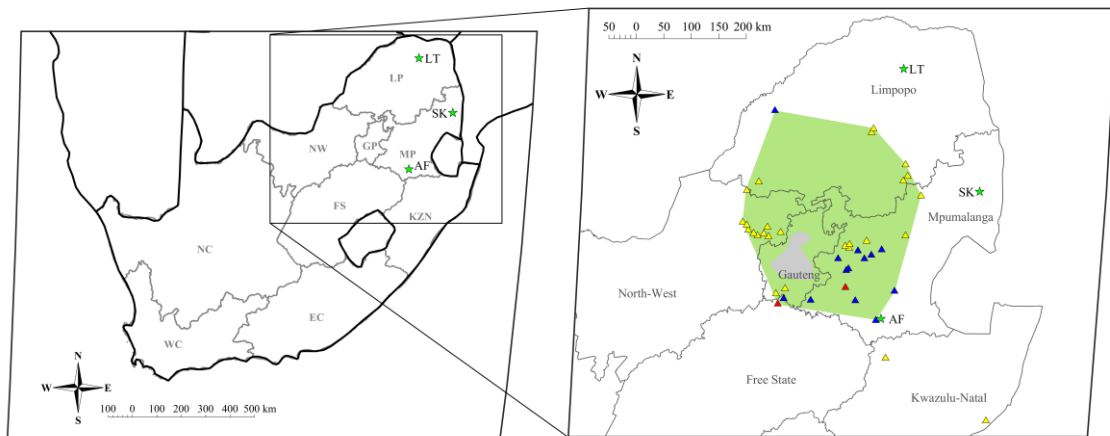 LT
LP
SK
NW
GP
MP
AF
FS
KZN
NC
EC
WC
N
W E
S
100 0 100 200 300 400 500 km
50 0 50 100 200 km
N
W E
S
LT
Limpopo
SK
Mpumalanga
Gauteng
North-West
AF
Free State
Kwazulu-Natal